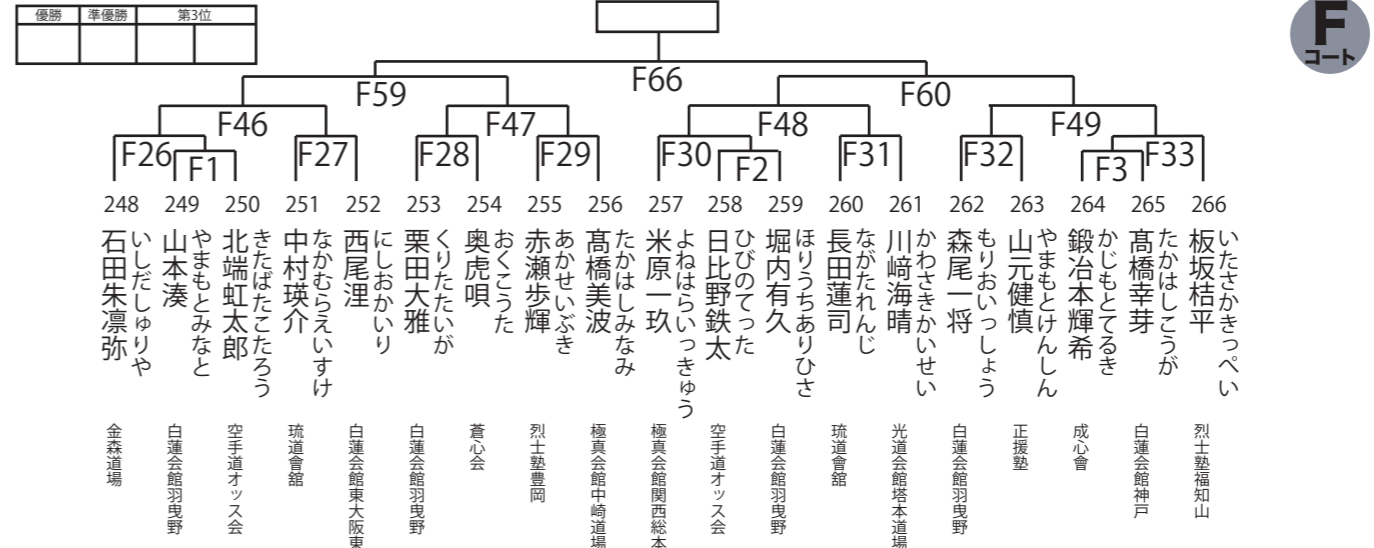 優勝 準優勝 第3位
F
コート
F66
F59 F60
F46 F47 F48 F49
F26 F27 F28 F29 F30 F31 F32 F33
F1 F2 F3
248 249 250 251 252 253 254 255 256 257 258 259 260 261 262 263 264 265 266
いしだしゅりや
石田朱凛弥
金森道場
やまもとみなと
山本湊
白蓮会館羽曳野
きたばたこたろう
北端虹太郎
空手道オッス会
なかむらえいすけ
中村瑛介
琉道會舘
にしおかいり
西尾浬
白蓮会館東大阪東
くりたたいが
栗田大雅
白蓮会館羽曳野
おくこうた
奥虎唄
蒼心会
あかせいぶき
赤瀬歩輝
烈士塾豊岡
たかはしみなみ
髙橋美波
極真会館中崎道場
よねはらいっきゅう
米原一玖
極真会館関西総本
ひびのてった
日比野鉄太
空手道オッス会
ほりうちありひさ
堀内有久
白蓮会館羽曳野
ながたれんじ
長田蓮司
琉道會舘
かわさきかいせい
川﨑海晴
光道会館塔本道場
もりおいっしょう
森尾一将
白蓮会館羽曳野
やまもとけんしん
山元健慎
正援塾
かじもとてるき
鍛冶本輝希
成心會
たかはしこうが
髙橋幸芽
白蓮会館神戸
いたさかきっぺい
板坂桔平
烈士塾福知山